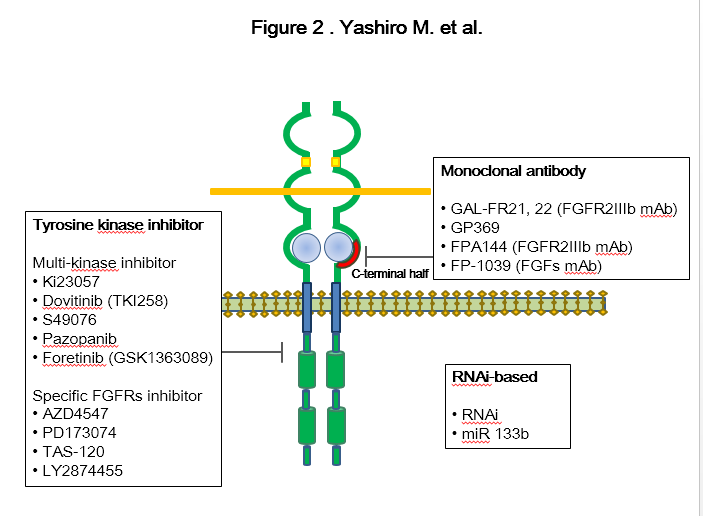 Figure 2 . Yashiro M. et al.
Monoclonal antibody
• GAL-FR21, 22 (FGFR2IIIb mAb)
• GP369
• FPA144 (FGFR2IIIb mAb)
• FP-1039 (FGFs mAb)
C-terminal half
Tyrosine kinase inhibitor
Multi-kinase inhibitor
• Ki23057
• Dovitinib (TKI258)
• S49076
• Pazopanib
• Foretinib (GSK1363089)
Specific FGFRs inhibitor
• AZD4547
• PD173074
• TAS-120
• LY2874455
RNAi-based
• RNAi
• miR 133b